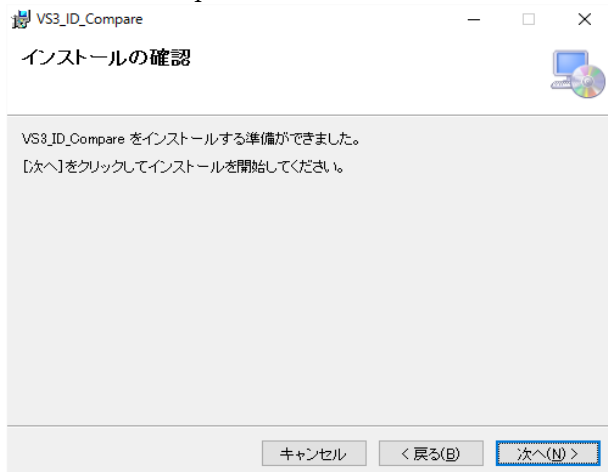 VS3_ID_Compare
インストールの確認
VS3_ID_Compare をインストールする準備ができました。
[次へ]をクリックしてインストールを開始してください。
キャンセル
< 戻る(B)
次へ(N) >